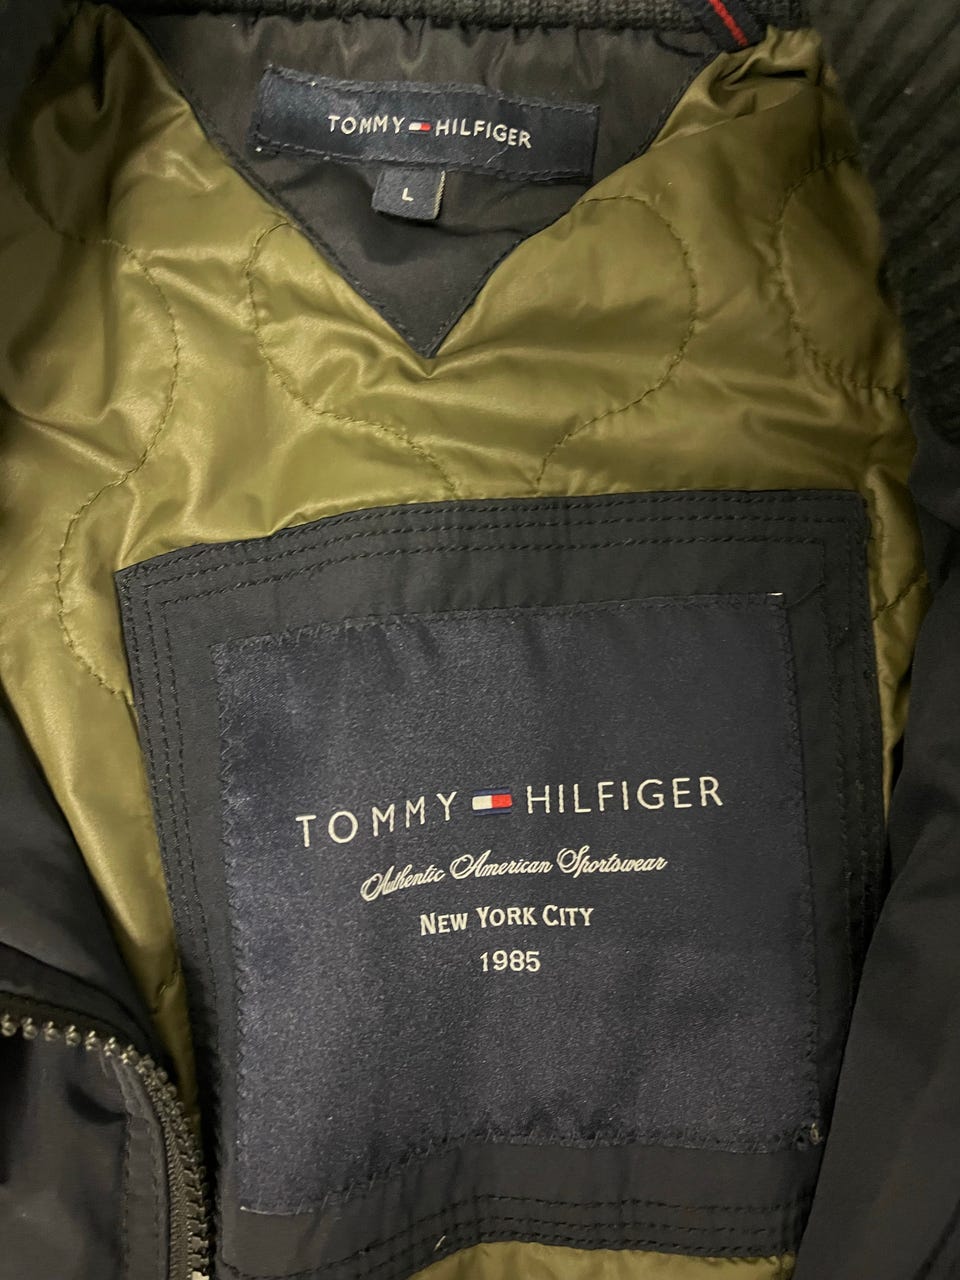 TOMMY HILFIGER
L
TOMMY HILFIGER
Authentic American Sportswear
NEW YORK CITY
1985